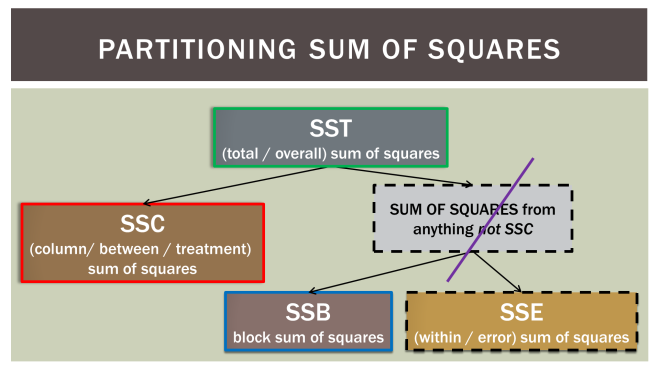 PARTITIONING SUM OF SQUARES
SST
(total / overall) sum of squares
SSC
(column/ between / treatment)
sum of squares
SUM OF SQUARES from
anything not SSC
SSB
block sum of squares
SSE
(within / error) sum of squares